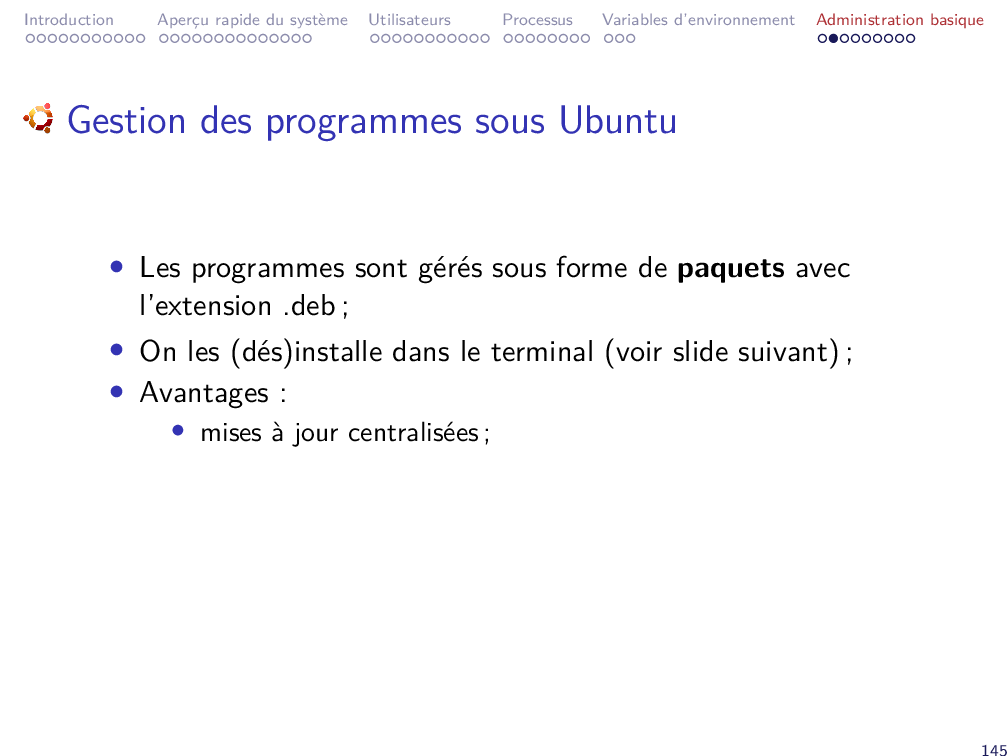 Introduction Aperçu rapide du système Utilisateurs Processus Variables d'environnement Administration basique
Gestion des programmes sous Ubuntu
• Les programmes sont gérés sous forme de paquets avec
l'extension .deb ;
• On les (dés)installe dans le terminal (voir slide suivant) ;
• Avantages :
• mises à jour centralisées ;
145